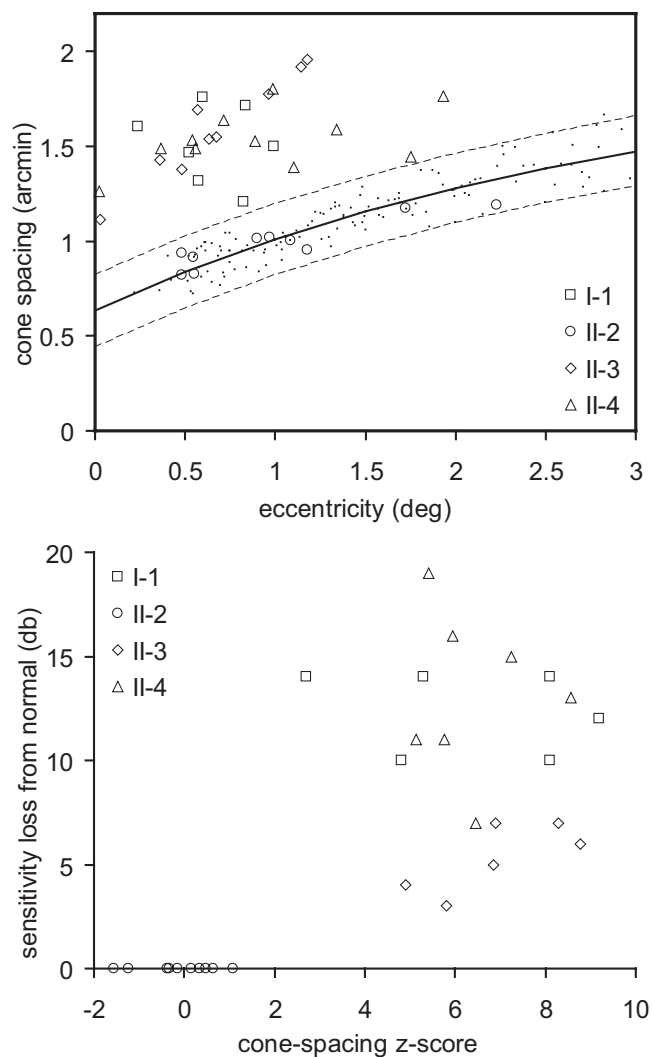 2
1.5
1
0.5
0
cone spacing (arcmin)
I-1
II-2
II-3
II-4
0 0.5 1 1.5 2 2.5 3
eccentricity (deg)
20
15
10
5
0
sensitivity loss from normal (db)
I-1
II-2
II-3
II-4
-2 0 2 4 6 8 10
cone-spacing z-score